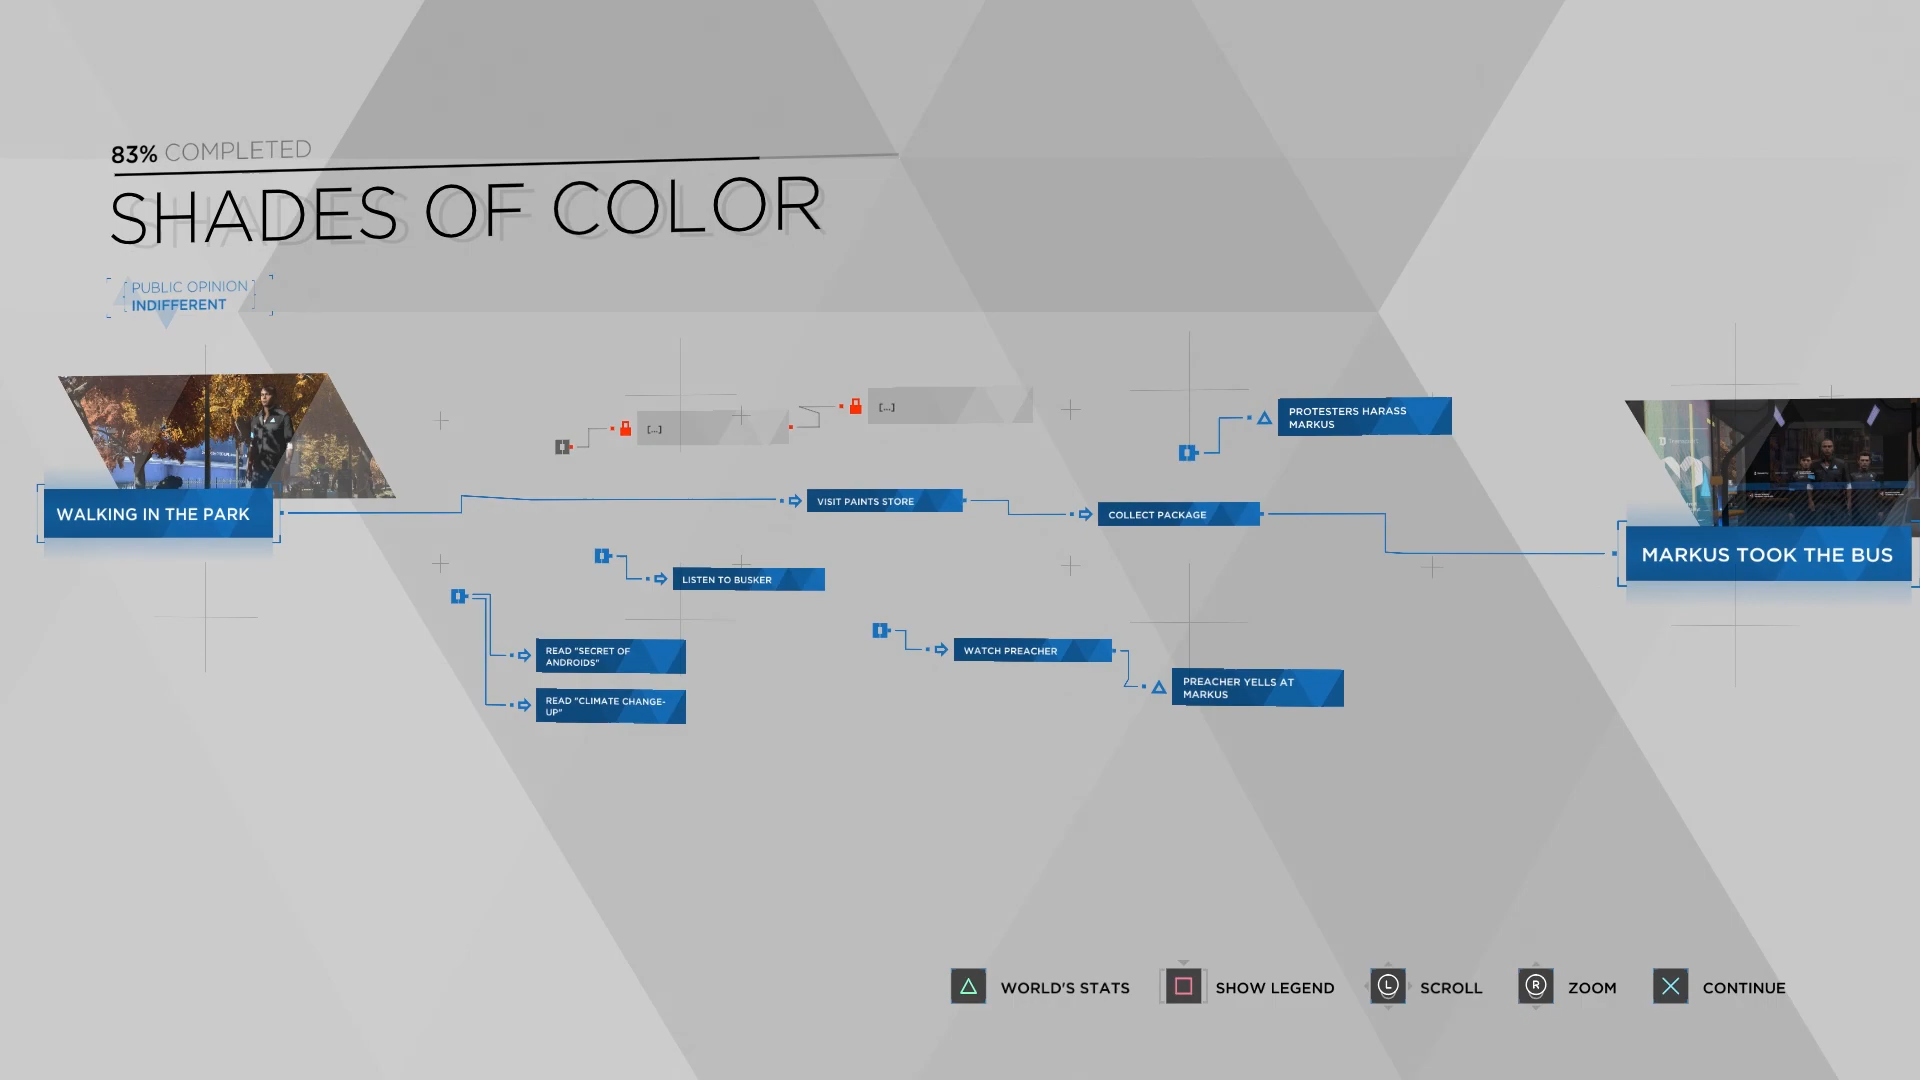 83% COMPLETED
SHADES OF COLOR
PUBLIC OPINION
INDIFFERENT
[...]
[...]
PROTESTERS HARASS
MARKUS
WALKING IN THE PARK
VISIT PAINTS STORE
COLLECT PACKAGE
MARKUS TOOK THE BUS
LISTEN TO BUSKER
READ "SECRET OF
ANDROIDS"
WATCH PREACHER
PREACHER YELLS AT
MARKUS
READ "CLIMATE CHANGE-
UP"
WORLD'S STATS
SHOW LEGEND
L
SCROLL
R
ZOOM
CONTINUE